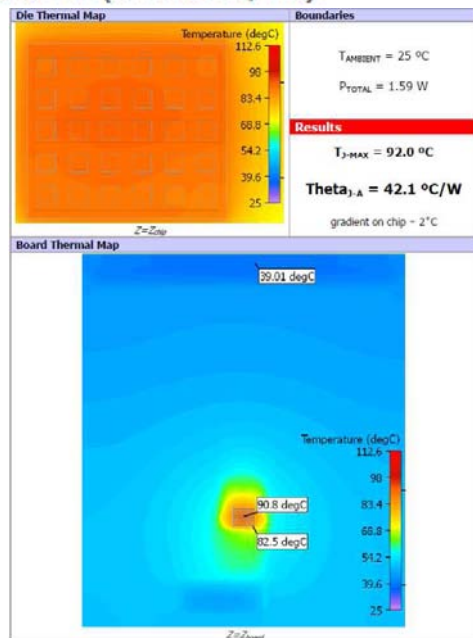 Die Thermal Map
Boundaries
Temperature (degC)
112.6
98
83.4
68.8
54.2
39.6
25
Z=Zchip
TAMBIENT = 25 ºC
PTOTAL = 1.59 W
Results
TJ-MAX = 92.0 ºC
ThetaJ-A = 42.1 ºC/W
gradient on chip ~ 2°C
Board Thermal Map
39.01 degC
Temperature (degC)
112.6
98
83.4
68.8
54.2
39.6
25
90.8 degC
82.5 degC